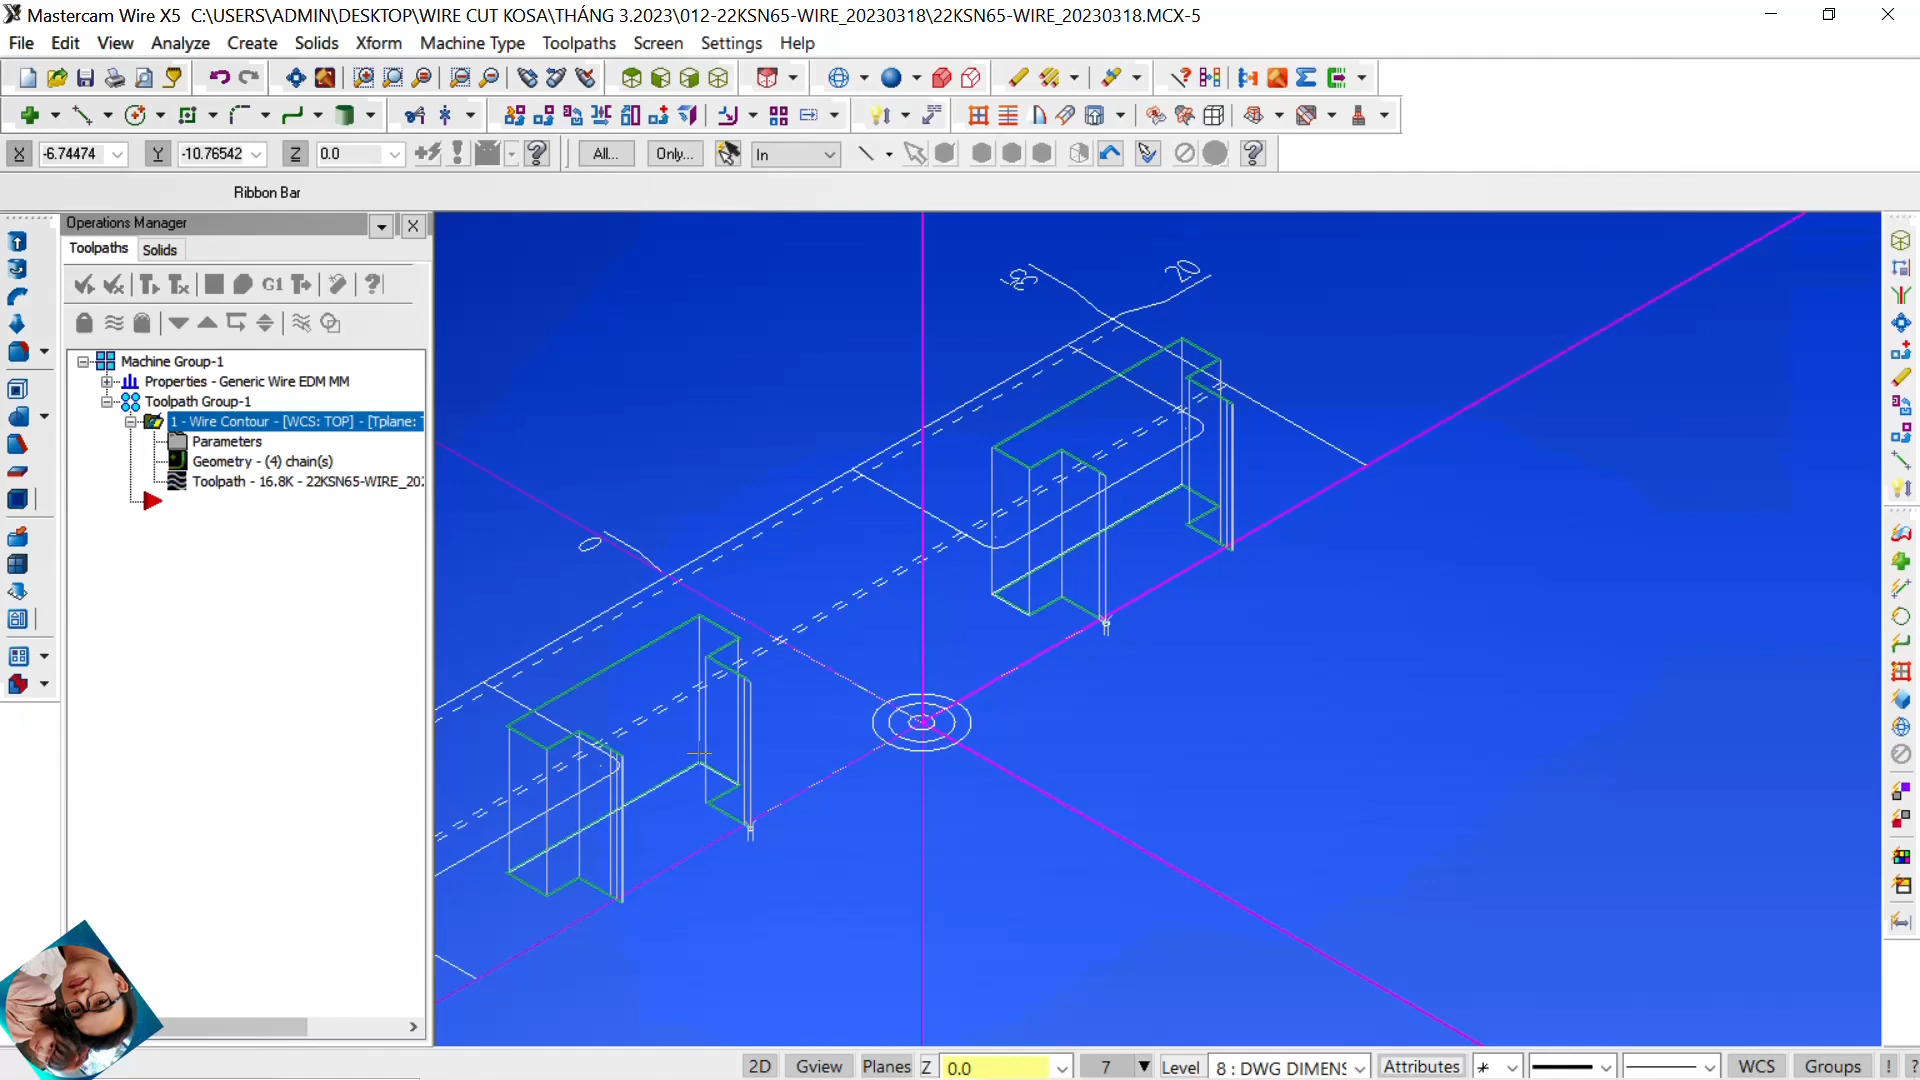 Mastercam Wire X5 C:\USERS\ADMIN\DESKTOP\WIRE CUT KOSA\THÁNG 3.2023\012-22KSN65-WIRE_20230318\22KSN65-WIRE_20230318.MCX-5
File Edit View Analyze Create Solids Xform Machine Type Toolpaths Screen Settings Help
X -6.74474 Y -10.76542 Z 0.0 All... Only... In
Ribbon Bar
Operations Manager
Toolpaths Solids
G1
Machine Group-1
Properties - Generic Wire EDM MM
Toolpath Group-1
1 - Wire Contour - [WCS: TOP] - [Tplane:
Parameters
Geometry - (4) chain(s)
Toolpath - 16.8K - 22KSN65-WIRE_20
20
0
2D Gview Planes Z 0.0 7 Level 8 : DWG DIMENS Attributes WCS Groups ! ?